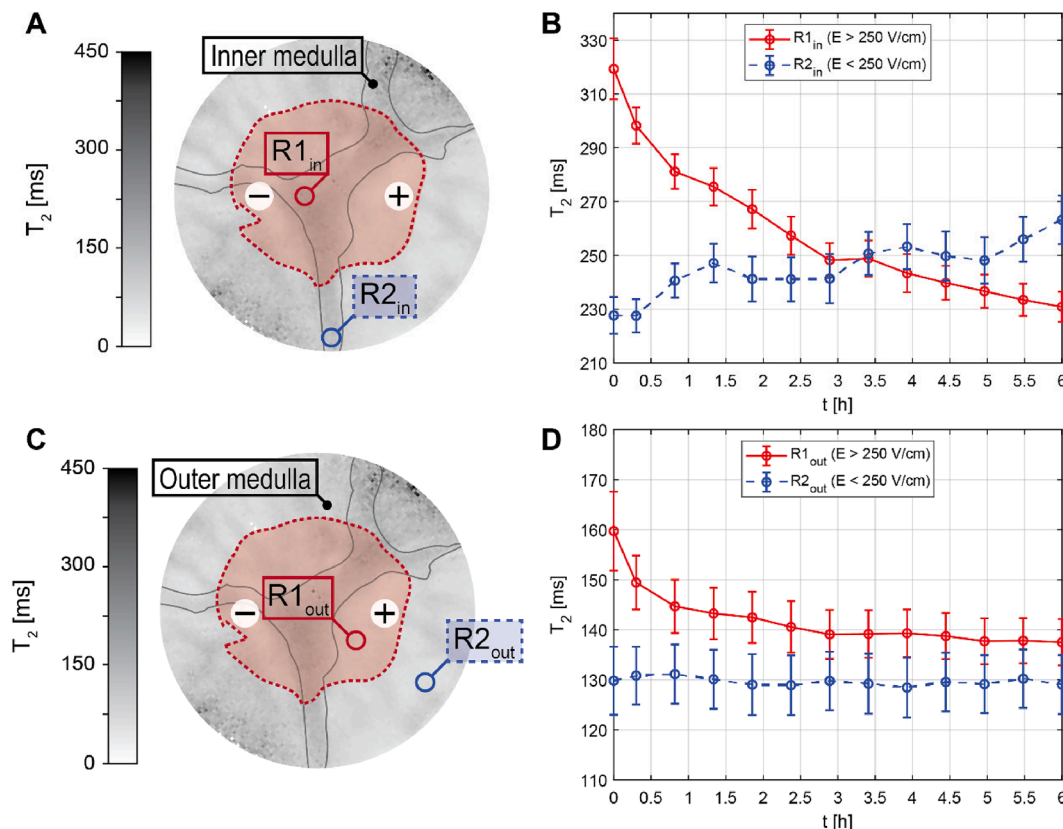 A
450
300
150
0
T2 [ms]
Inner medulla
R1in
−
+
R2in
B
R1in (E > 250 V/cm)
R2in (E < 250 V/cm)
330
310
290
270
250
230
210
T2 [ms]
0 0.5 1 1.5 2 2.5 3 3.5 4 4.5 5 5.5 6
t [h]
C
450
300
150
0
T2 [ms]
Outer medulla
R1out
−
+
R2out
D
R1out (E > 250 V/cm)
R2out (E < 250 V/cm)
180
170
160
150
140
130
120
110
T2 [ms]
0 0.5 1 1.5 2 2.5 3 3.5 4 4.5 5 5.5 6
t [h]